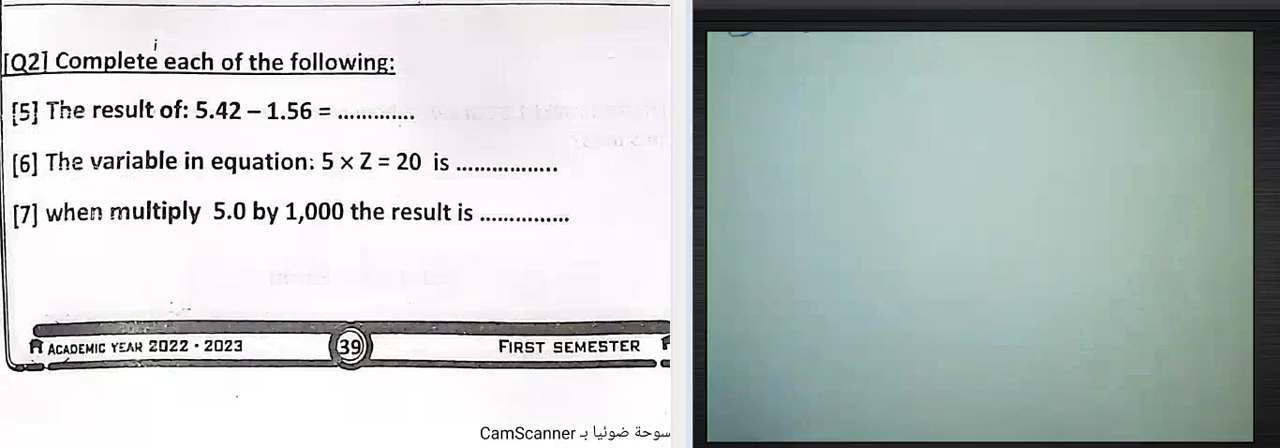 [Q2] Complete each of the following:
[5] The result of: 5.42 – 1.56 = .............
[6] The variable in equation: 5 × Z = 20 is .................
[7] when multiply 5.0 by 1,000 the result is ...............
ACADEMIC YEAR 2022 • 2023
39
FIRST SEMESTER
سوحة ضوئيا بـ CamScanner